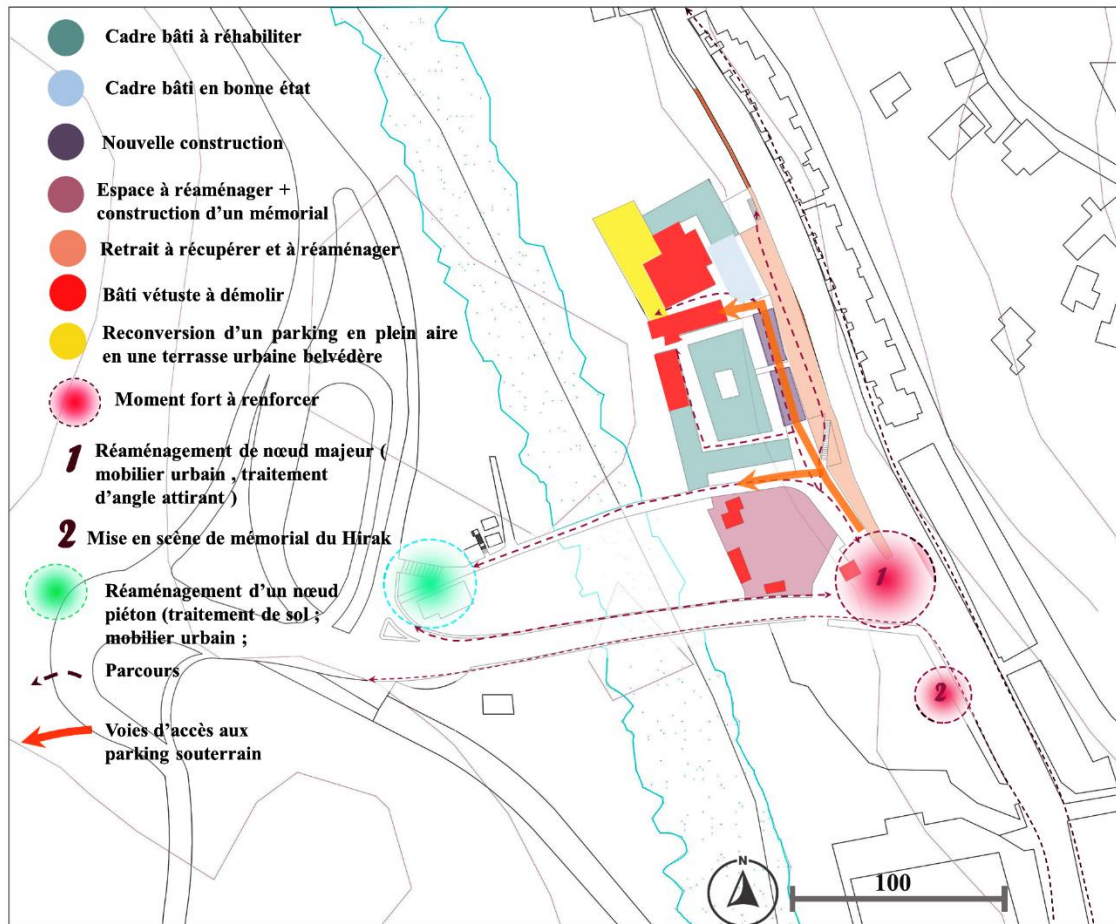 Cadre bâti à réhabiliter
Cadre bâti en bonne état
Nouvelle construction
Espace à réaménager +
construction d'un mémorial
Retrait à récupérer et à réaménager
Bâti vétuste à démolir
Reconversion d'un parking en plein aire
en une terrasse urbaine belvédère
Moment fort à renforcer
1
Réaménagement de nœud majeur (
mobilier urbain , traitement
d'angle attirant )
2
Mise en scène de mémorial du Hirak
Réaménagement d'un nœud
piéton (traitement de sol ;
mobilier urbain ;
Parcours
Voies d'accès aux
parking souterrain
1
2
N
100